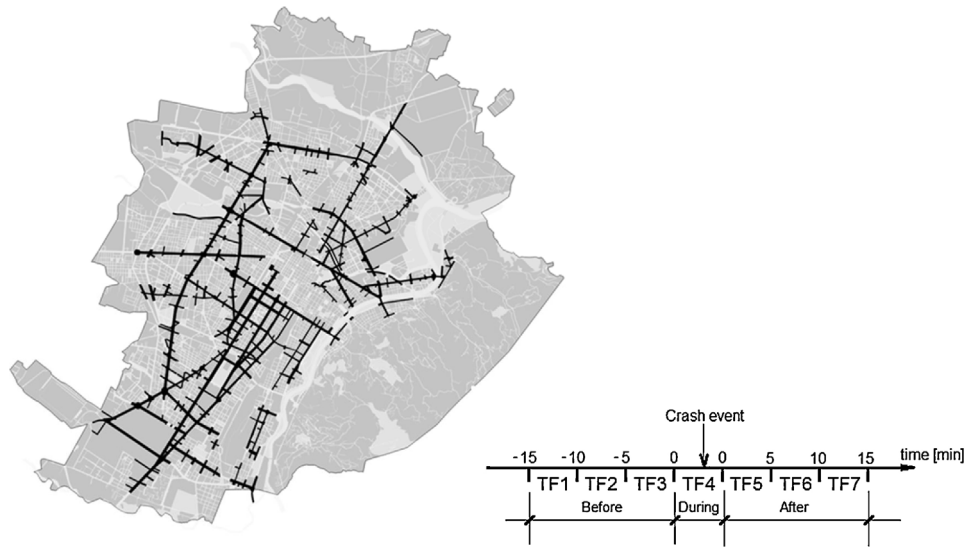 Crash event
-15 -10 -5 0 0 5 10 15 time [min]
TF1 TF2 TF3 TF4 TF5 TF6 TF7
Before During After